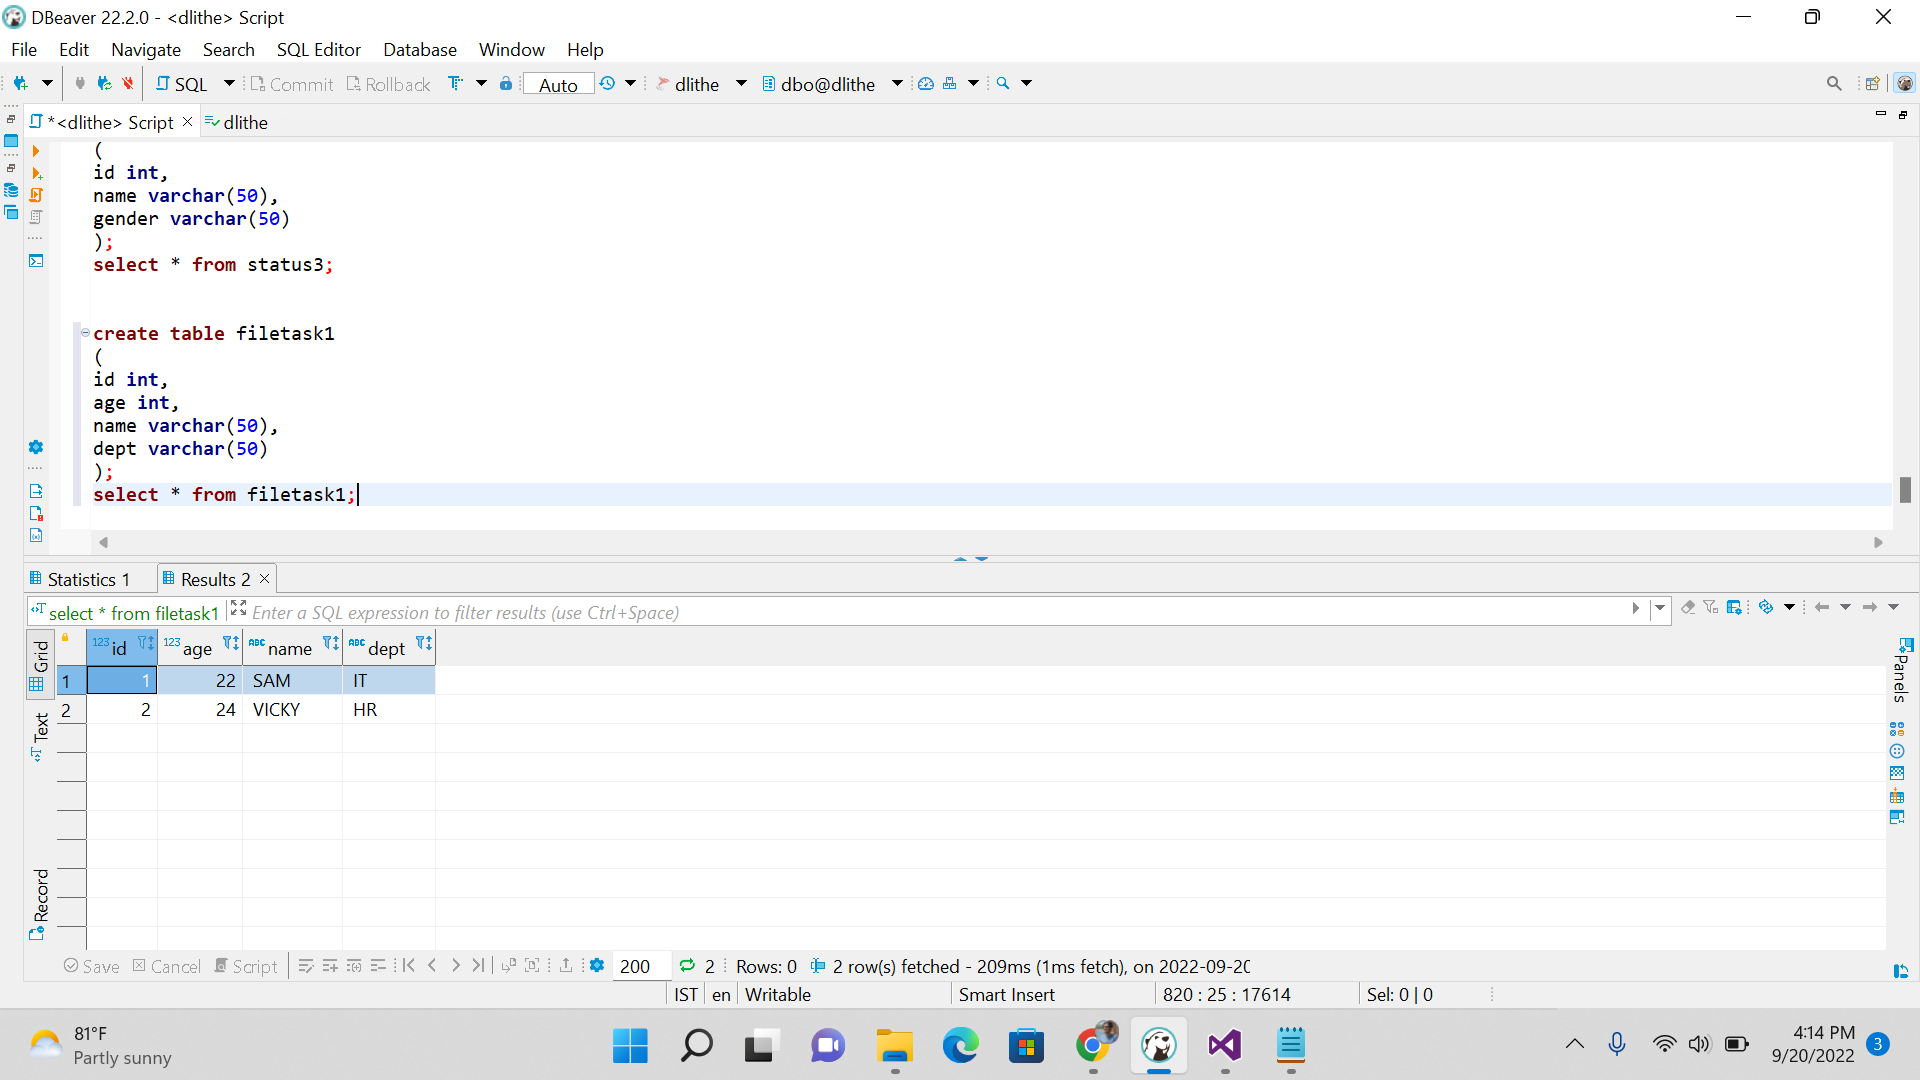 DBeaver 22.2.0 - <dlithe> Script
File Edit Navigate Search SQL Editor Database Window Help
SQL Commit Rollback Auto dlithe dbo@dlithe
*<dlithe> Script dlithe
(
id int,
name varchar(50),
gender varchar(50)
);
select * from status3;
create table filetask1
(
id int,
age int,
name varchar(50),
dept varchar(50)
);
select * from filetask1;
Statistics 1 Results 2
select * from filetask1 Enter a SQL expression to filter results (use Ctrl+Space)
Grid
Text
Record
Panels
123 id 123 age ABC name ABC dept
1 1 22 SAM IT
2 2 24 VICKY HR
Save Cancel Script 200 2 Rows: 0 2 row(s) fetched - 209ms (1ms fetch), on 2022-09-20
IST en Writable Smart Insert 820 : 25 : 17614 Sel: 0 | 0
81°F
Partly sunny
4:14 PM
9/20/2022
3